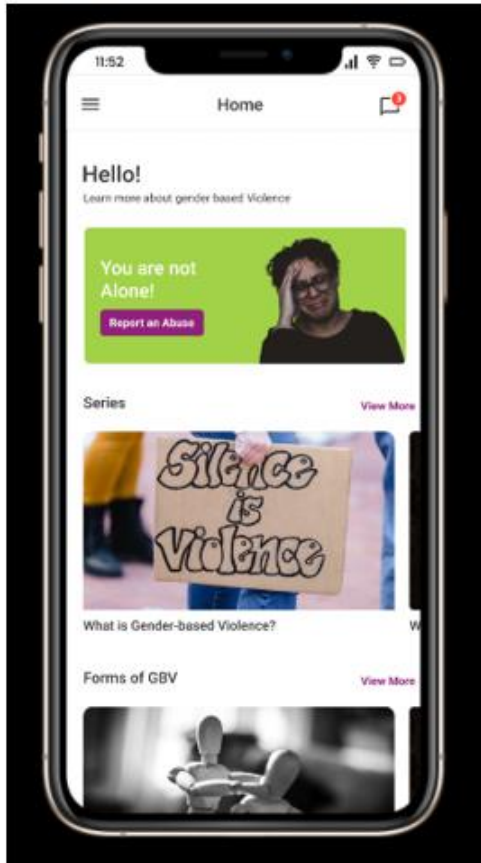 11:52
Home
3
Hello!
Learn more about gender based Violence
You are not
Alone!
Report an Abuse
Series
View More
Silence
is
Violence
What is Gender-based Violence?
W
Forms of GBV
View More